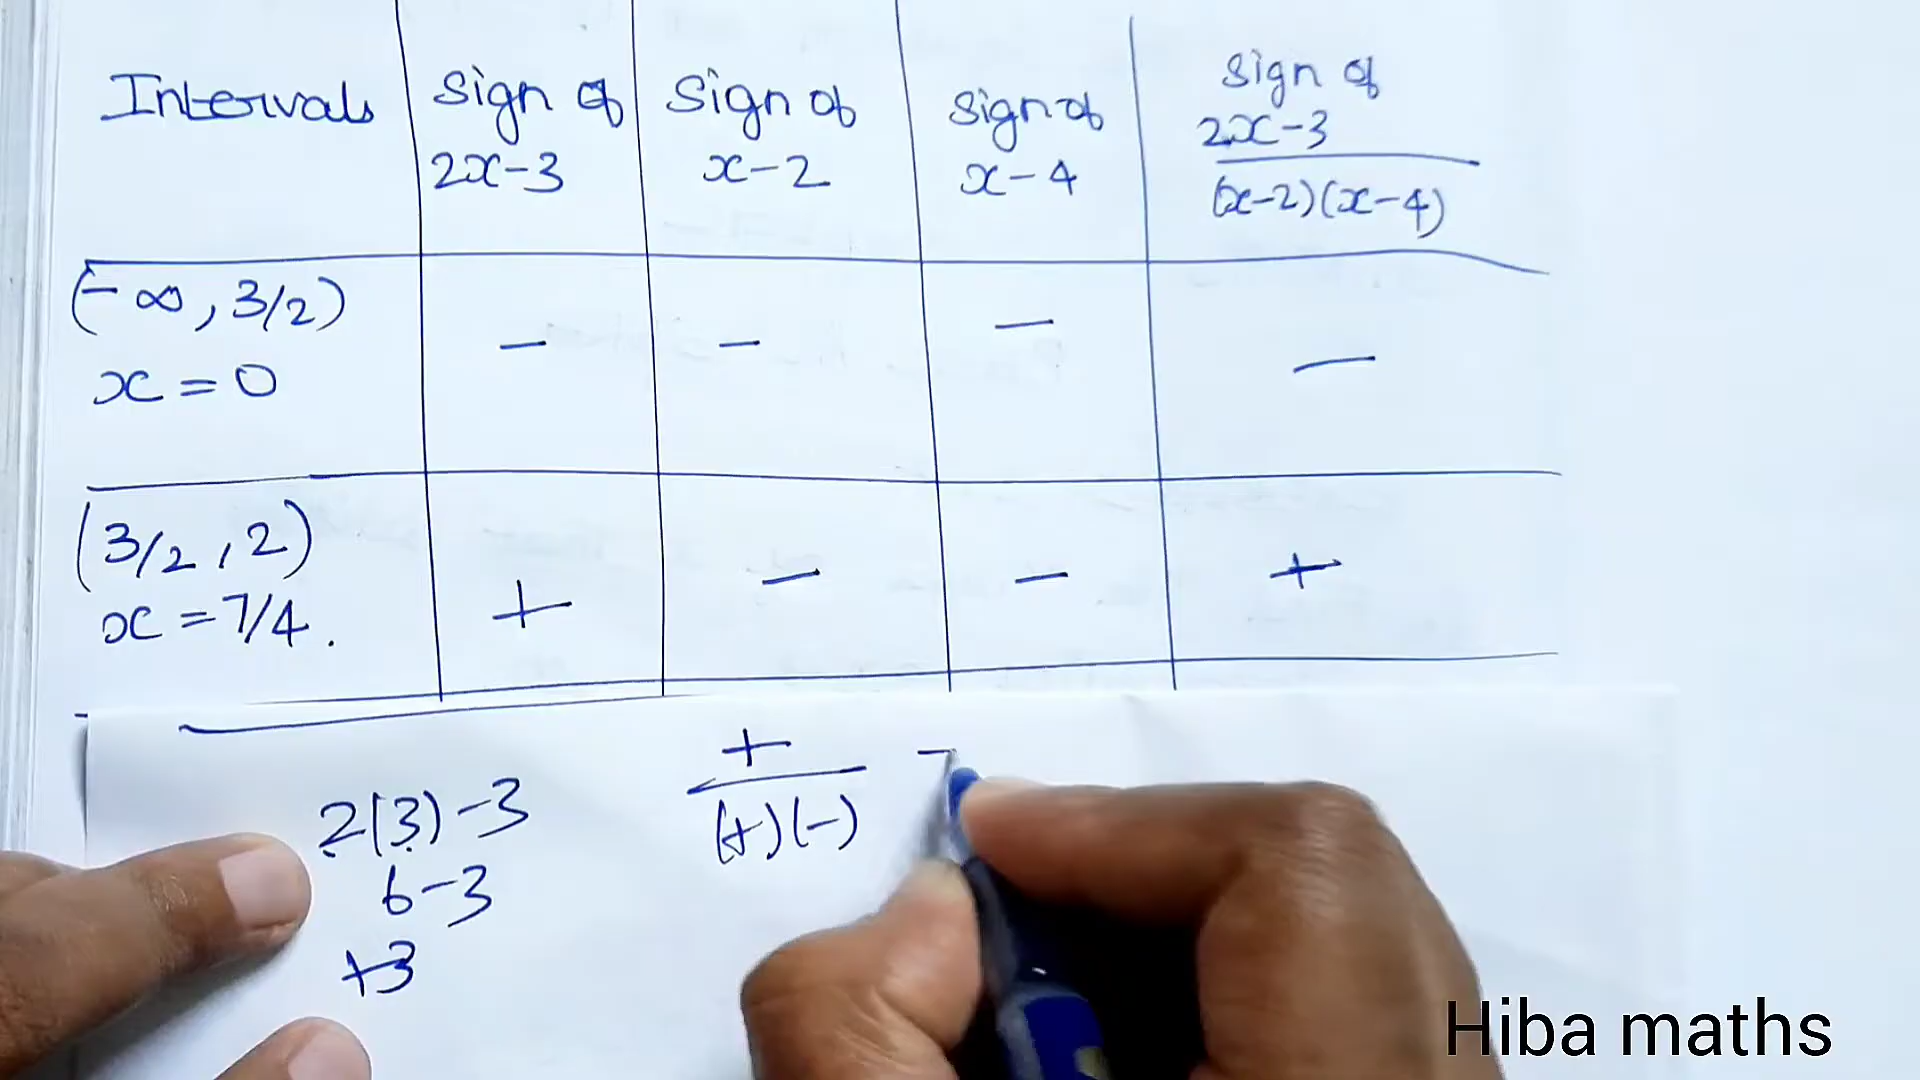 Intervals
Sign of
2x-3
Sign of
x-2
Sign of
x-4
Sign of
2x-3
(x-2)(x-4)
(-∞, 3/2)
x=0
-
-
-
-
(3/2, 2)
x=7/4.
+
-
-
+
2(3)-3
6-3
+3
+
(+)(-)
Hiba maths